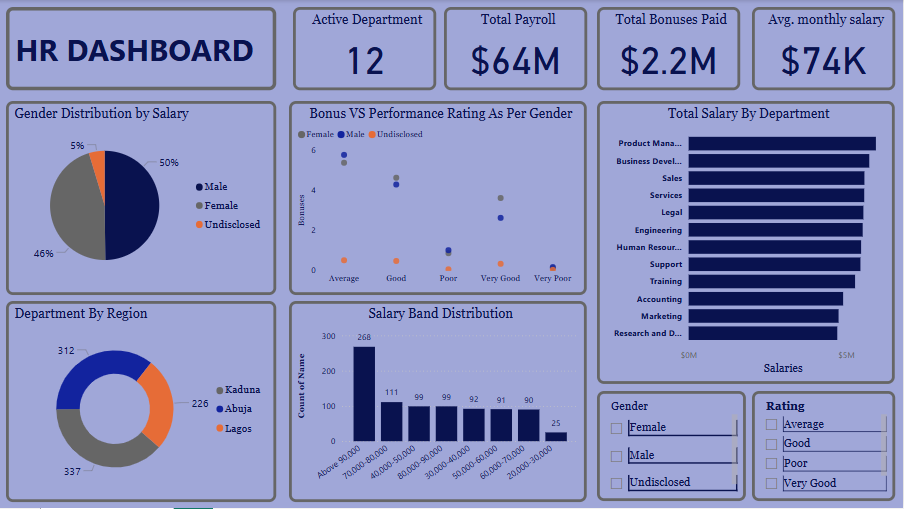 HR DASHBOARD
Active Department
12
Total Payroll
$64M
Total Bonuses Paid
$2.2M
Avg. monthly salary
$74K
Gender Distribution by Salary
5%
50%
46%
Male
Female
Undisclosed
Bonus VS Performance Rating As Per Gender
Female Male Undisclosed
Bonuses
6
4
2
0
Average Good Poor Very Good Very Poor
Total Salary By Department
Product Mana...
Business Devel...
Sales
Services
Legal
Engineering
Human Resour...
Support
Training
Accounting
Marketing
Research and D...
$0M $5M
Salaries
Department By Region
312
226
337
Kaduna
Abuja
Lagos
Salary Band Distribution
Count of Name
300
200
100
0
268 111 99 99 92 91 90 25
Above 90,000 70,000-80,000 40,000-50,000 80,000-90,000 30,000-40,000 50,000-60,000 60,000-70,000 20,000-30,000
Gender
Female
Male
Undisclosed
Rating
Average
Good
Poor
Very Good